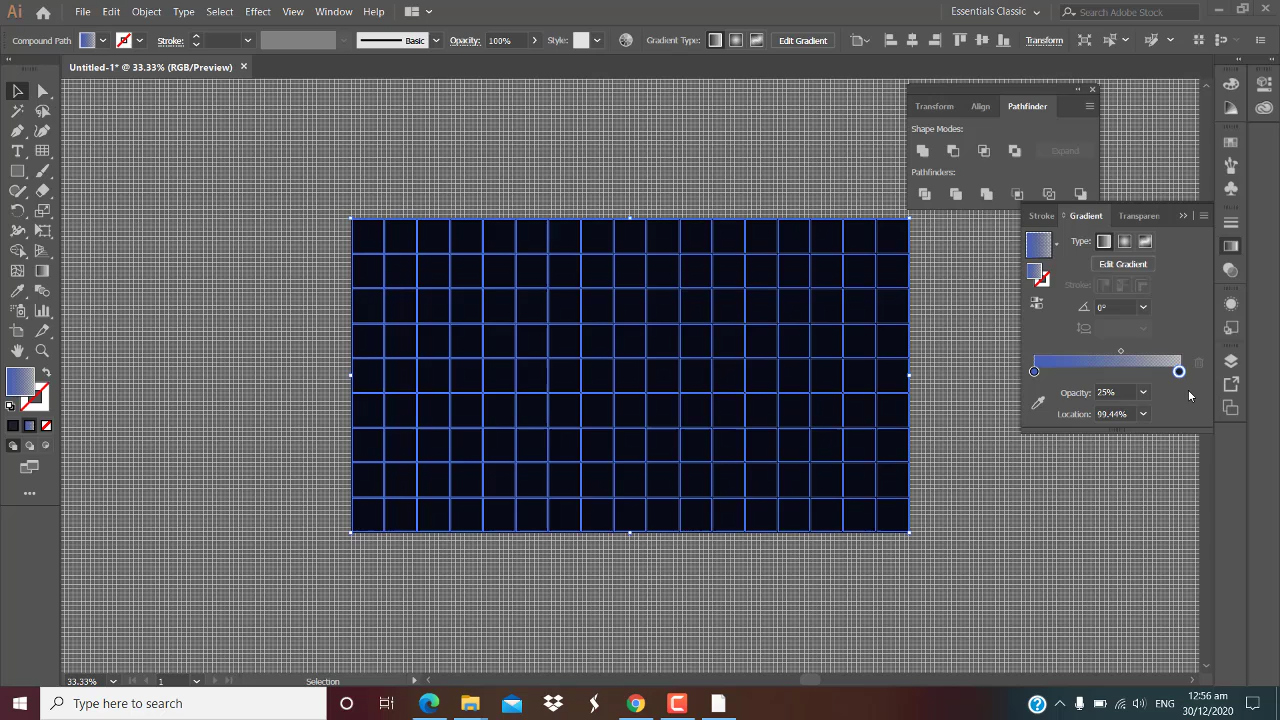 Ai File Edit Object Type Select Effect View Window Help Essentials Classic Search Adobe Stock
Compound Path Stroke: Basic Opacity: 100% Style: Gradient Type: Edit Gradient Transform
Untitled-1* @ 33.33% (RGB/Preview)
Transform Align Pathfinder
Shape Modes:
Expand
Pathfinders:
Stroke Gradient Transparen
Type:
Edit Gradient
Stroke:
0°
Opacity: 25%
Location: 99.44%
33.33% 1 Selection
Type here to search
12:56 am
30/12/2020